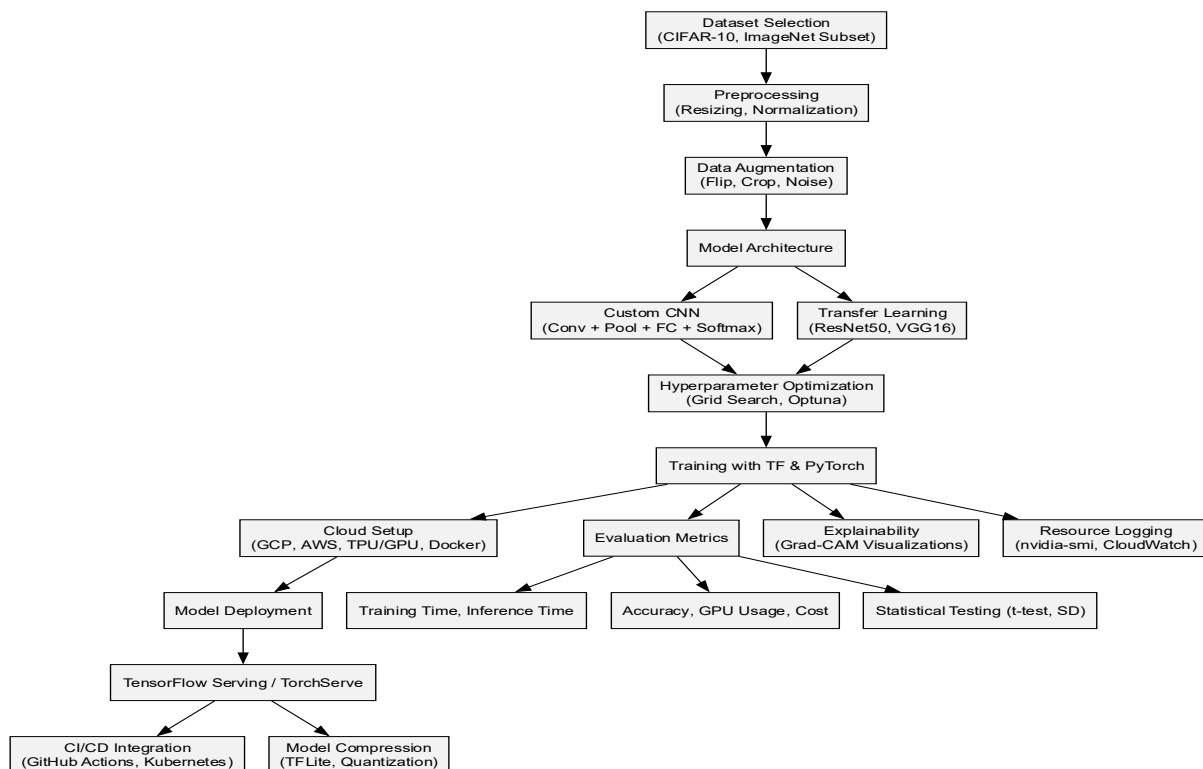 Dataset Selection
(CIFAR-10, ImageNet Subset)
Preprocessing
(Resizing, Normalization)
Data Augmentation
(Flip, Crop, Noise)
Model Architecture
Custom CNN
(Conv + Pool + FC + Softmax)
Transfer Learning
(ResNet50, VGG16)
Hyperparameter Optimization
(Grid Search, Optuna)
Training with TF & PyTorch
Cloud Setup
(GCP, AWS, TPU/GPU, Docker)
Evaluation Metrics
Explainability
(Grad-CAM Visualizations)
Resource Logging
(nvidia-smi, CloudWatch)
Model Deployment
Training Time, Inference Time
Accuracy, GPU Usage, Cost
Statistical Testing (t-test, SD)
TensorFlow Serving / TorchServe
CI/CD Integration
(GitHub Actions, Kubernetes)
Model Compression
(TFLite, Quantization)